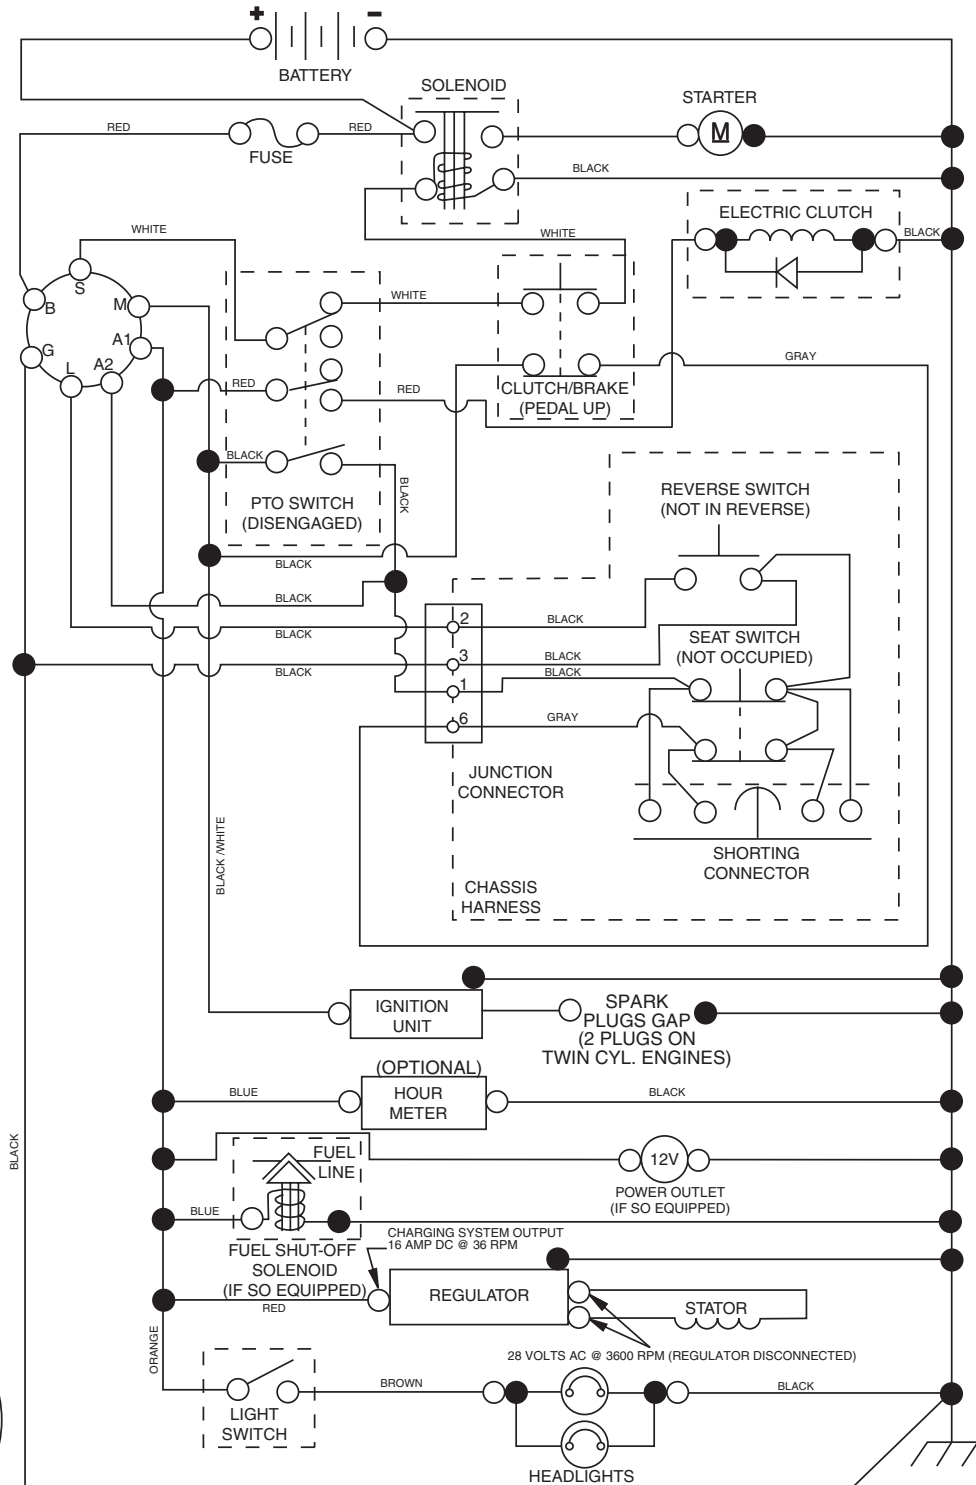 + -
BATTERY
SOLENOID
STARTER
RED
FUSE
RED
M
BLACK
ELECTRIC CLUTCH
BLACK
WHITE
WHITE
S
B
M
WHITE
G
A1
L
A2
RED
RED
CLUTCH/BRAKE
(PEDAL UP)
GRAY
BLACK
PTO SWITCH
(DISENGAGED)
BLACK
REVERSE SWITCH
(NOT IN REVERSE)
BLACK
BLACK
BLACK
2
BLACK
SEAT SWITCH
(NOT OCCUPIED)
3
BLACK
BLACK
BLACK
1
6
GRAY
JUNCTION
CONNECTOR
SHORTING
CONNECTOR
CHASSIS
HARNESS
BLACK /WHITE
IGNITION
UNIT
SPARK
PLUGS GAP
(2 PLUGS ON
TWIN CYL. ENGINES)
(OPTIONAL)
HOUR
METER
BLUE
BLACK
BLACK
FUEL
LINE
12V
POWER OUTLET
(IF SO EQUIPPED)
BLUE
FUEL SHUT-OFF
SOLENOID
(IF SO EQUIPPED)
CHARGING SYSTEM OUTPUT
16 AMP DC @ 36 RPM
RED
REGULATOR
STATOR
28 VOLTS AC @ 3600 RPM (REGULATOR DISCONNECTED)
ORANGE
LIGHT
SWITCH
BROWN
BLACK
HEADLIGHTS